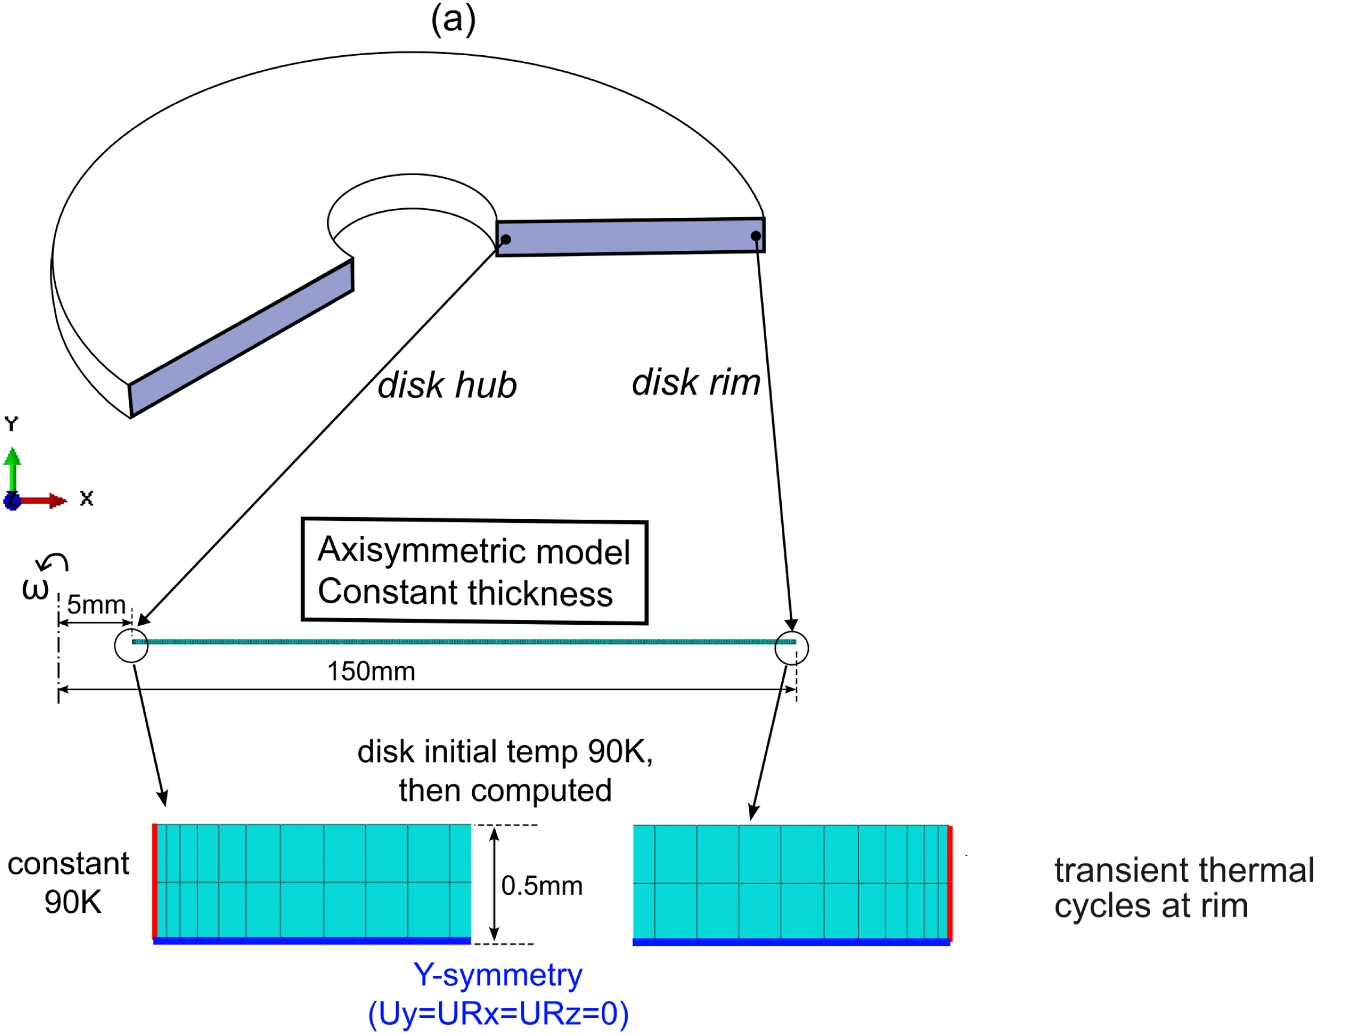 (a)
disk hub
disk rim
Y
X
Z
Axisymmetric model
Constant thickness
ω
5mm
150mm
disk initial temp 90K,
then computed
constant
90K
0.5mm
transient thermal
cycles at rim
Y-symmetry
(Uy=URx=URz=0)